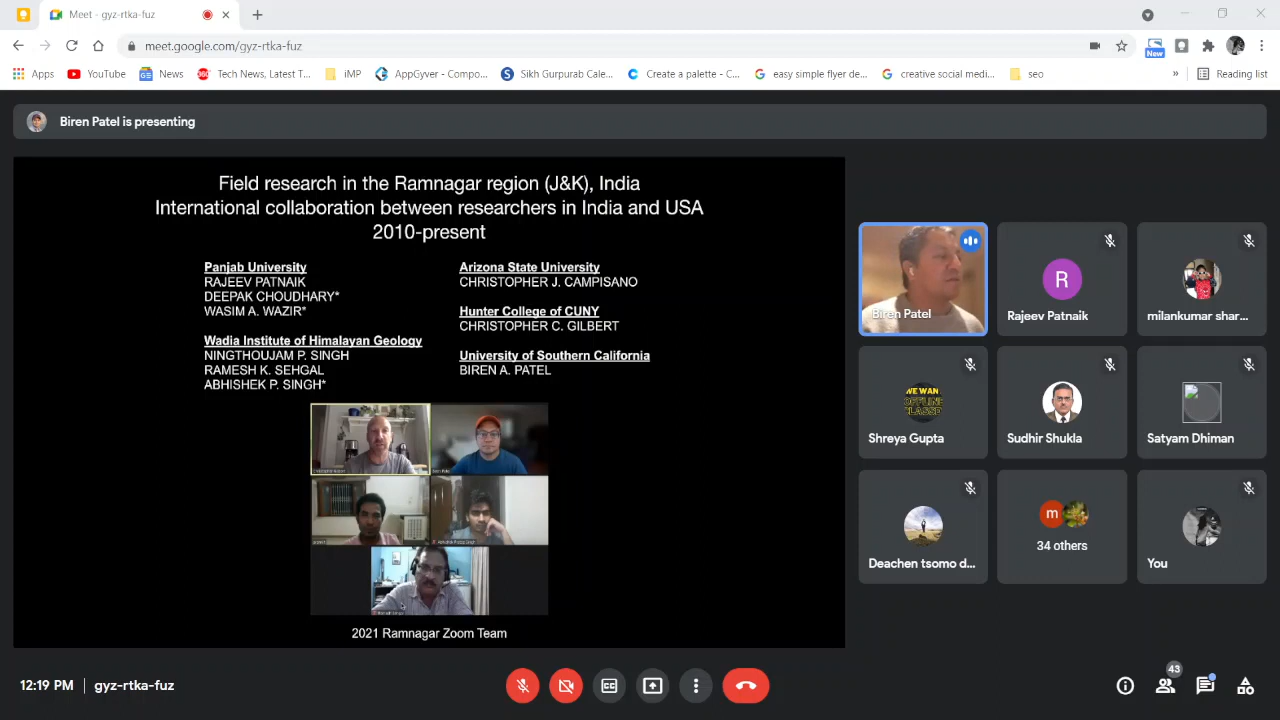 Meet - gyz-rtka-fuz
meet.google.com/gyz-rtka-fuz
New
Apps
YouTube
News
Tech News, Latest T...
iMP
AppGyver - Compo...
Sikh Gurpurab Cale...
Create a palette - C...
easy simple flyer de...
creative social medi...
seo
»
Reading list
Biren Patel is presenting
Field research in the Ramnagar region (J&K), India
International collaboration between researchers in India and USA
2010-present
Panjab University
RAJEEV PATNAIK
DEEPAK CHOUDHARY*
WASIM A. WAZIR*
Wadia Institute of Himalayan Geology
NINGTHOUJAM P. SINGH
RAMESH K. SEHGAL
ABHISHEK P. SINGH*
Arizona State University
CHRISTOPHER J. CAMPISANO
Hunter College of CUNY
CHRISTOPHER C. GILBERT
University of Southern California
BIREN A. PATEL
2021 Ramnagar Zoom Team
Biren Patel
R
Rajeev Patnaik
milankumar shar...
WE WAN
OFFLINE
CLASSE
Shreya Gupta
Sudhir Shukla
Satyam Dhiman
Deachen tsomo d...
m
34 others
You
12:19 PM
gyz-rtka-fuz
43